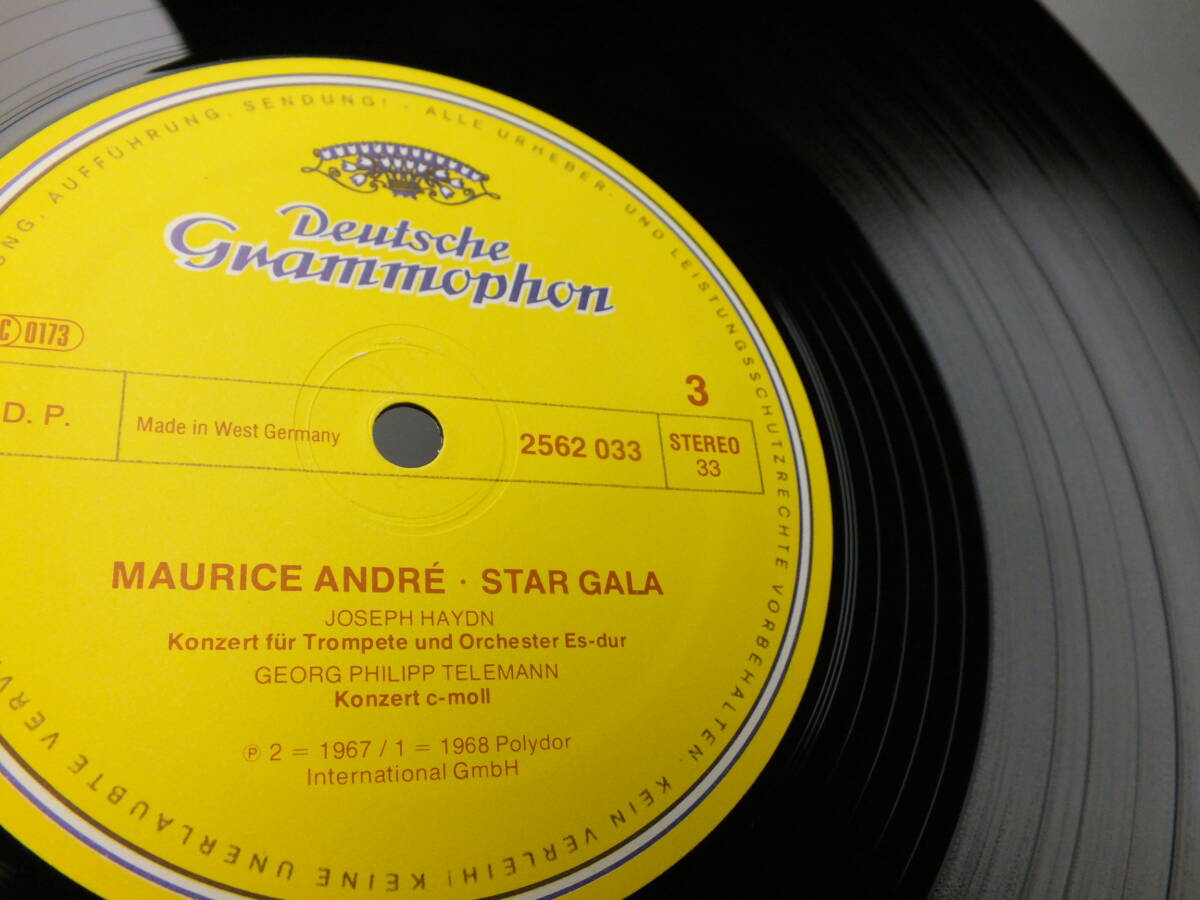 Deutsche
Grammophon
C 0173
3
D. P.
Made in West Germany
2562 033
STEREO
33
MAURICE ANDRÉ · STAR GALA
JOSEPH HAYDN
Konzert für Trompete und Orchester Es-dur
GEORG PHILIPP TELEMANN
Konzert c-moll
℗ 2 = 1967 / 1 = 1968 Polydor
International GmbH
AUFFÜHRUNG, SENDUNG! · ALLE URHEBER- UND LEISTUNGSSCHUTZRECHTE VORBEHALTEN. KEIN VERLEIH! KEINE UNERLAUBTE